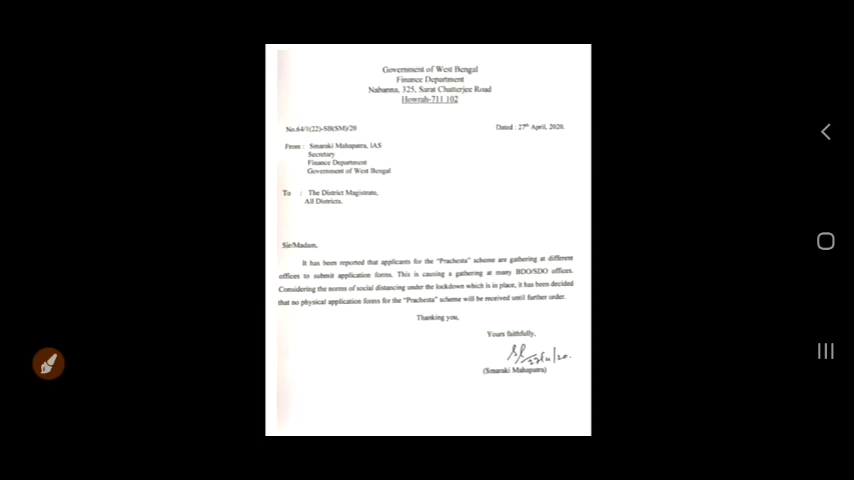 Government of West Bengal
Finance Department
Nabanna, 325, Sarat Chatterjee Road
Howrah-711 102
No.64/1(22)-SB(SM)/20
Dated : 27th April, 2020.
From : Smaraki Mahapatra, IAS
Secretary
Finance Department
Government of West Bengal
To : The District Magistrate,
All Districts.
Sir/Madam,
It has been reported that applicants for the "Prachesta" scheme are gathering at different
offices to submit application forms. This is causing a gathering at many BDO/SDO offices.
Considering the norms of social distancing under the lockdown which is in place, it has been decided
that no physical application forms for the "Prachesta" scheme will be received until further order.
Thanking you,
Yours faithfully,
(Smaraki Mahapatra)